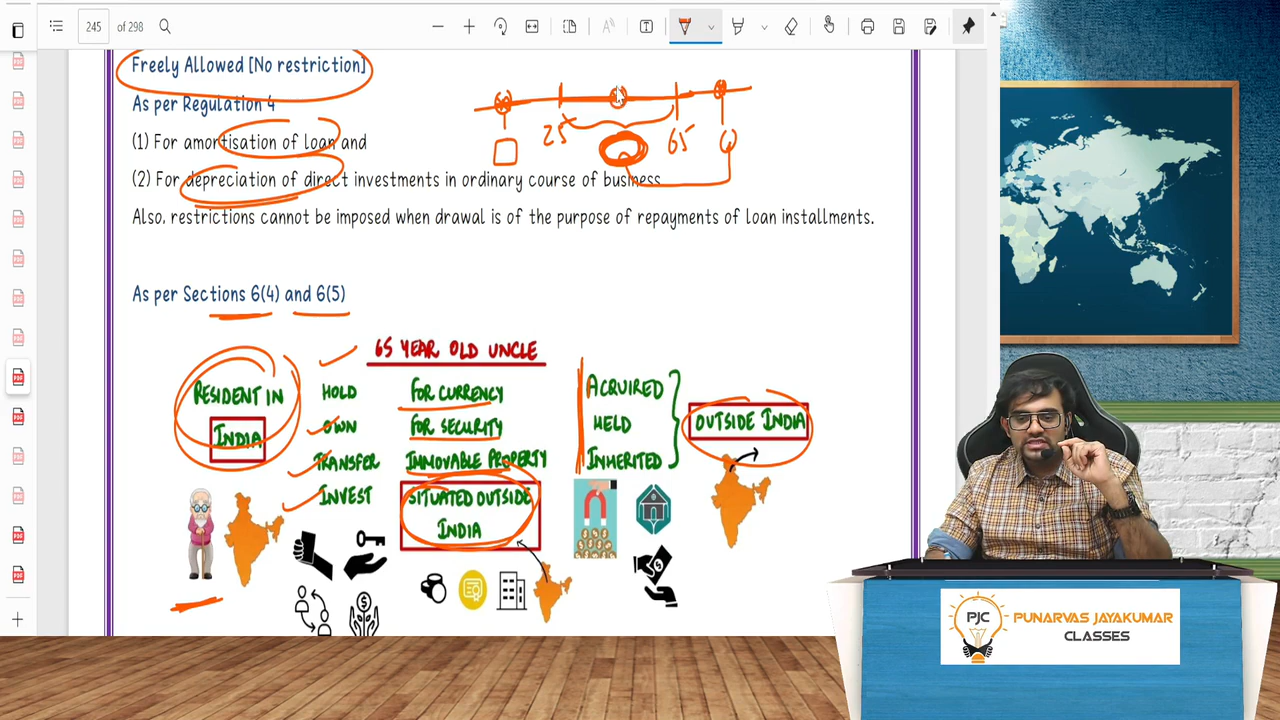 245 of 298
Freely Allowed [No restriction]
As per Regulation 4
(1) For amortisation of loan and
(2) For depreciation of direct investments in ordinary course of business
Also, restrictions cannot be imposed when drawal is of the purpose of repayments of loan installments.
25 65
As per Sections 6(4) and 6(5)
65 YEAR OLD UNCLE
RESIDENT IN INDIA
HOLD
OWN
TRANSFER
INVEST
FOR CURRENCY
FOR SECURITY
IMMOVABLE PROPERTY
SITUATED OUTSIDE
INDIA
ACQUIRED
HELD
INHERITED
OUTSIDE INDIA
PJC
PUNARVAS JAYAKUMAR
CLASSES